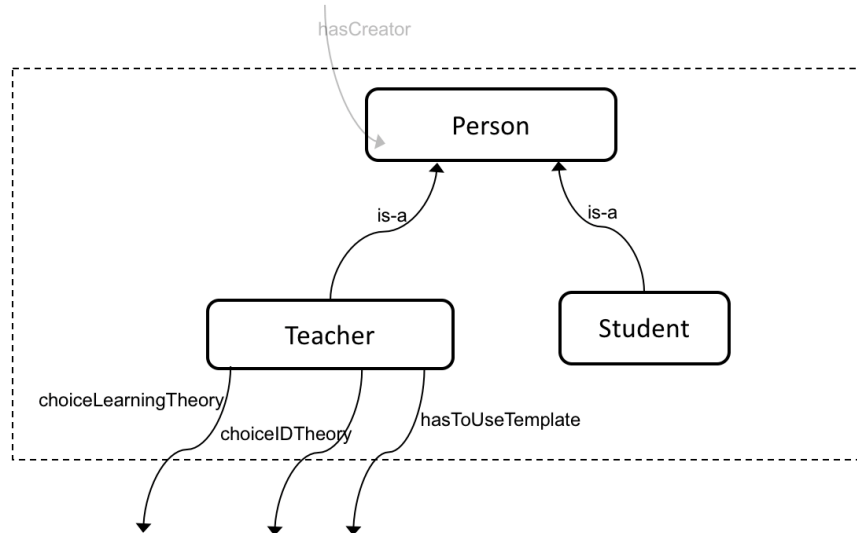 hasCreator
Person
is-a
is-a
Teacher
Student
choiceLearningTheory
choiceIDTheory
hasToUseTemplate